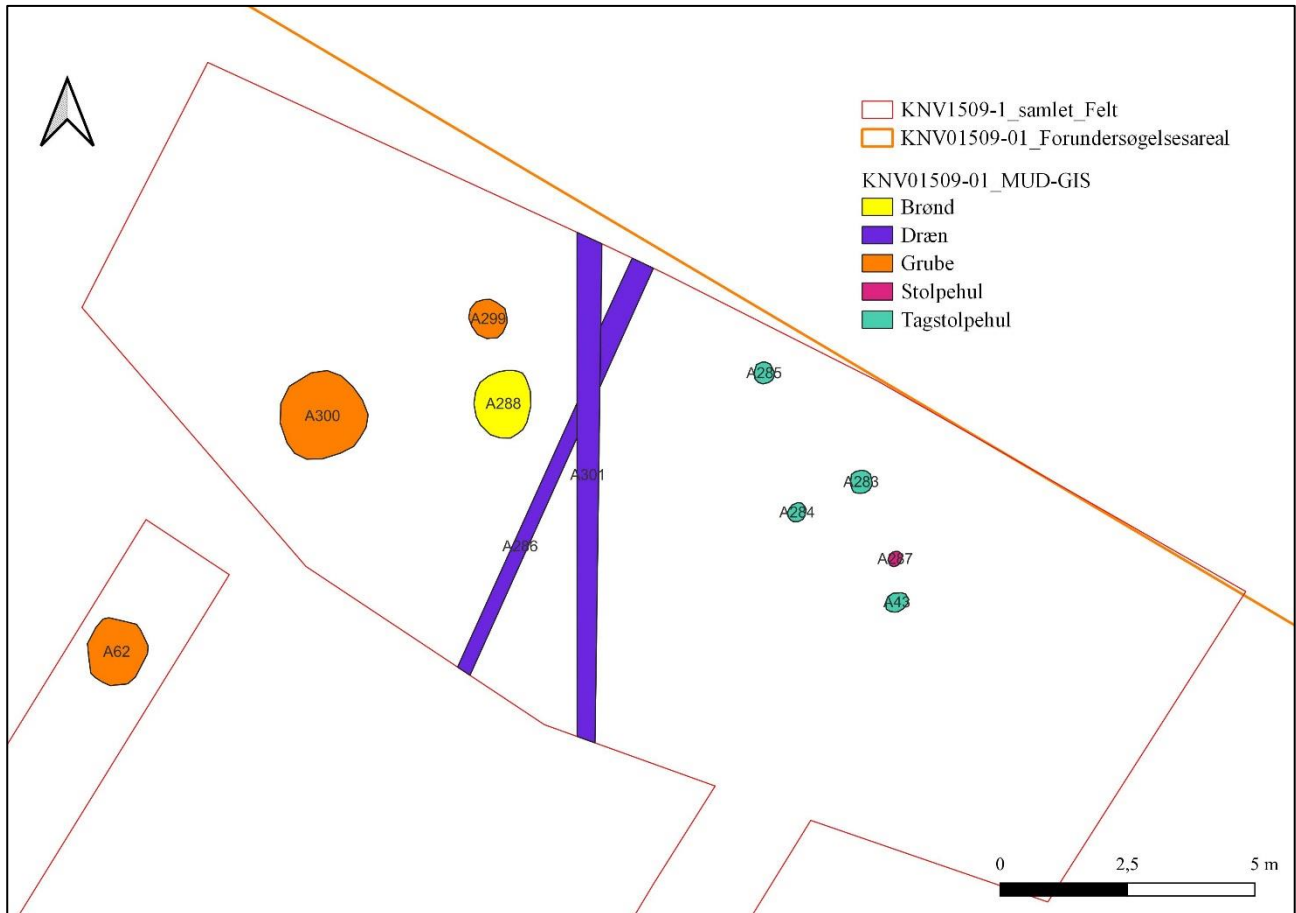 KNV1509-1_samlet_Felt
KNV01509-01_Forundersøgelsesareal
KNV01509-01_MUD-GIS
Brønd
Dræn
Grube
Stolpehul
Tagstolpehul
A299
A285
A288
A300
A301
A283
A284
A286
A287
A43
A62
0 2,5 5 m